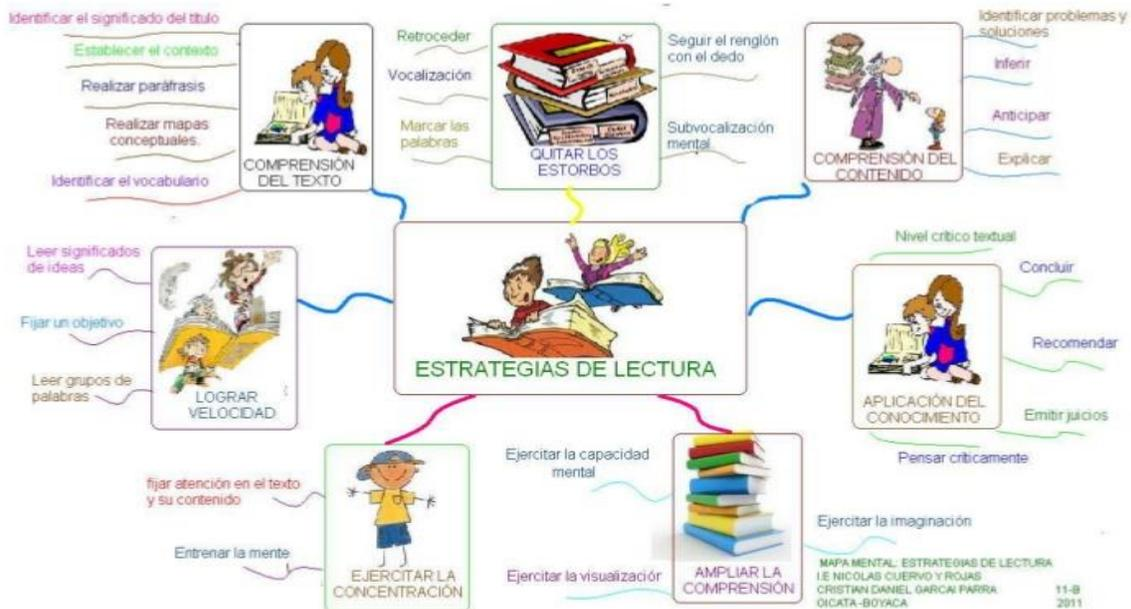 Identificar el significado del título
Establecer el contexto
Realizar paráfrasis
Realizar mapas
conceptuales.
Identificar el vocabulario
COMPRENSIÓN
DEL TEXTO
Retroceder
Vocalización
Marcar las
palabras
Seguir el renglón
con el dedo
Subvocalización
mental
QUITAR LOS
ESTORBOS
Identificar problemas y
soluciones
Inferir
Anticipar
Explicar
COMPRENSIÓN DEL
CONTENIDO
Leer significados
de ideas
Fijar un objetivo
Leer grupos de
palabras
LOGRAR
VELOCIDAD
ESTRATEGIAS DE LECTURA
Nivel crítico textual
Concluir
Recomendar
Emitir juicios
Pensar críticamente
APLICACIÓN DEL
CONOCIMIENTO
fijar atención en el texto
y su contenido
Entrenar la mente
EJERCITAR LA
CONCENTRACIÓN
Ejercitar la capacidad
mental
Ejercitar la imaginación
Ejercitar la visualización
AMPLIAR LA
COMPRENSIÓN
MAPA MENTAL: ESTRATEGIAS DE LECTURA
I.E NICOLAS CUERVO Y ROJAS
CRISTIAN DANIEL GARCAI PARRA 11-B
OICATA -BOYACA 2011